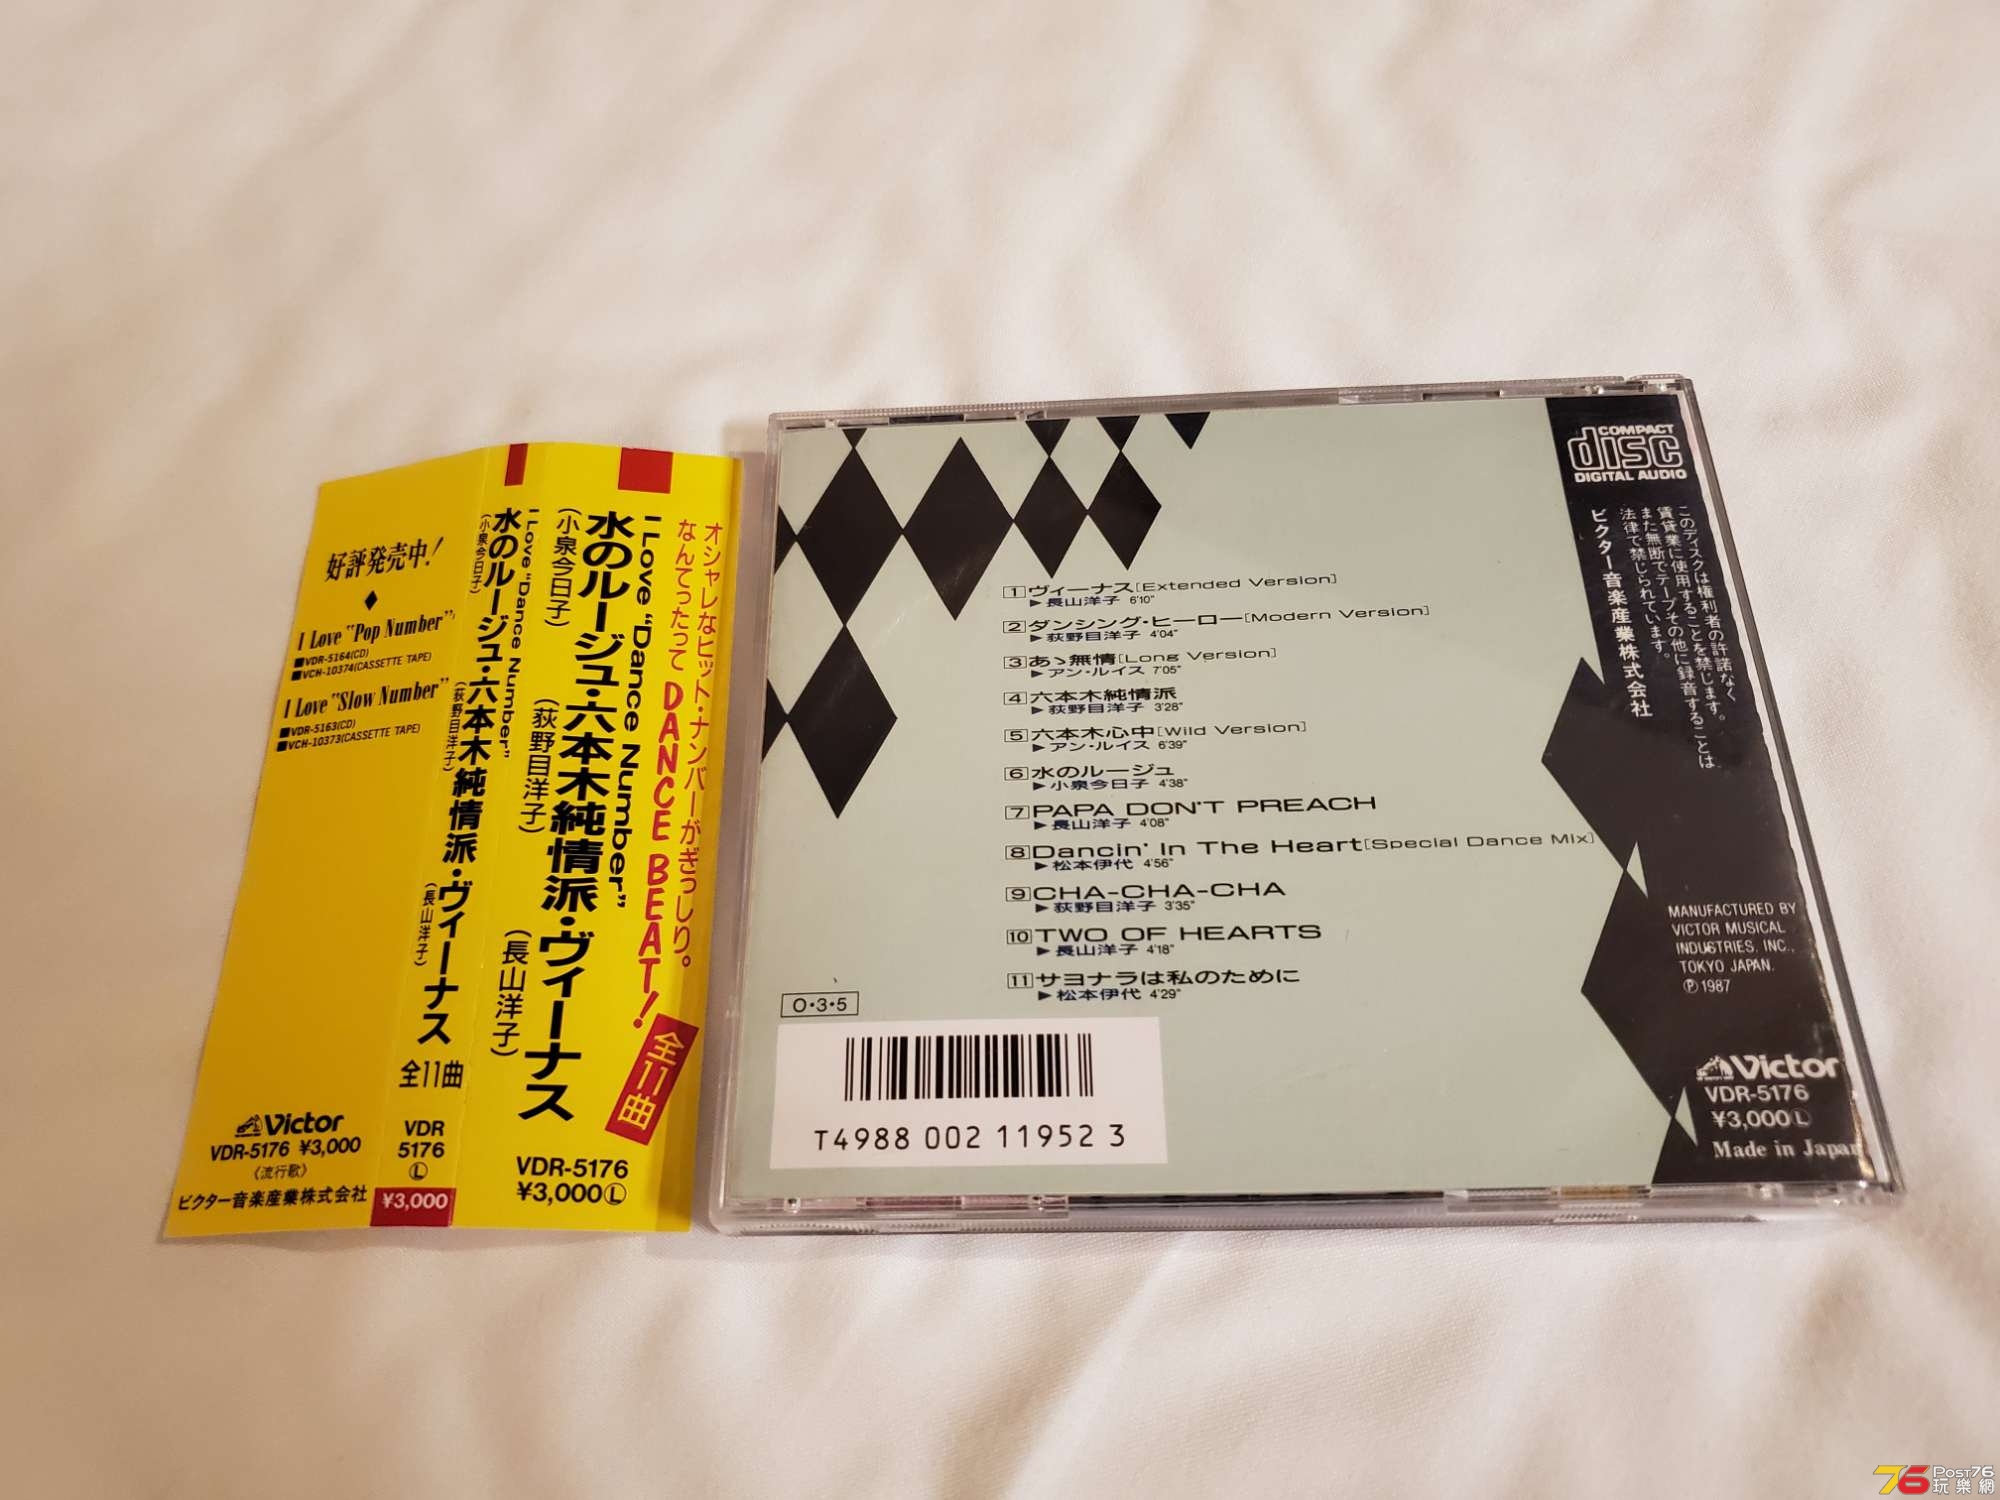 好評発売中!
♦
I Love "Pop Number"
■VDR-5164(CD)
■VCH-10374(CASSETTE TAPE)
I Love "Slow Number"
■VDR-5163(CD)
■VCH-10373(CASSETTE TAPE)
Victor
VDR-5176 ¥3,000
〈流行歌〉
ビクター音楽産業株式会社
I Love "Dance Number"
水のルージュ・六本木純情派・ヴィーナス
(小泉今日子)
(荻野目洋子)
(長山洋子)
全11曲
VDR
5176
Ⓛ
¥3,000
オシャレなヒット・ナンバーがぎっしり。
なんてったって DANCE BEAT!
全11曲
I Love "Dance Number"
水のルージュ・六本木純情派・ヴィーナス
(小泉今日子)
(荻野目洋子)
(長山洋子)
VDR-5176
¥3,000Ⓛ
1 ヴィーナス[Extended Version]
▶長山洋子 6'10"
2 ダンシング・ヒーロー[Modern Version]
▶荻野目洋子 4'04"
3 あゝ無情[Long Version]
▶アン・ルイス 7'05"
4 六本木純情派
▶荻野目洋子 3'28"
5 六本木心中[Wild Version]
▶アン・ルイス 6'39"
6 水のルージュ
▶小泉今日子 4'38"
7 PAPA DON'T PREACH
▶長山洋子 4'08"
8 Dancin' In The Heart[Special Dance Mix]
▶松本伊代 4'56"
9 CHA-CHA-CHA
▶荻野目洋子 3'35"
10 TWO OF HEARTS
▶長山洋子 4'18"
11 サヨナラは私のために
▶松本伊代 4'29"
O・3・5
T4988 002 11952 3
COMPACT
disc
DIGITAL AUDIO
このディスクは権利者の許諾なく
賃貸業に使用することを禁じます。
また無断でテープその他に録音することは
法律で禁じられています。
ビクター音楽産業株式会社
MANUFACTURED BY
VICTOR MUSICAL
INDUSTRIES, INC.,
TOKYO JAPAN.
Ⓟ1987
Victor
VDR-5176
¥3,000Ⓛ
Made in Japan
76 Post76
玩樂網